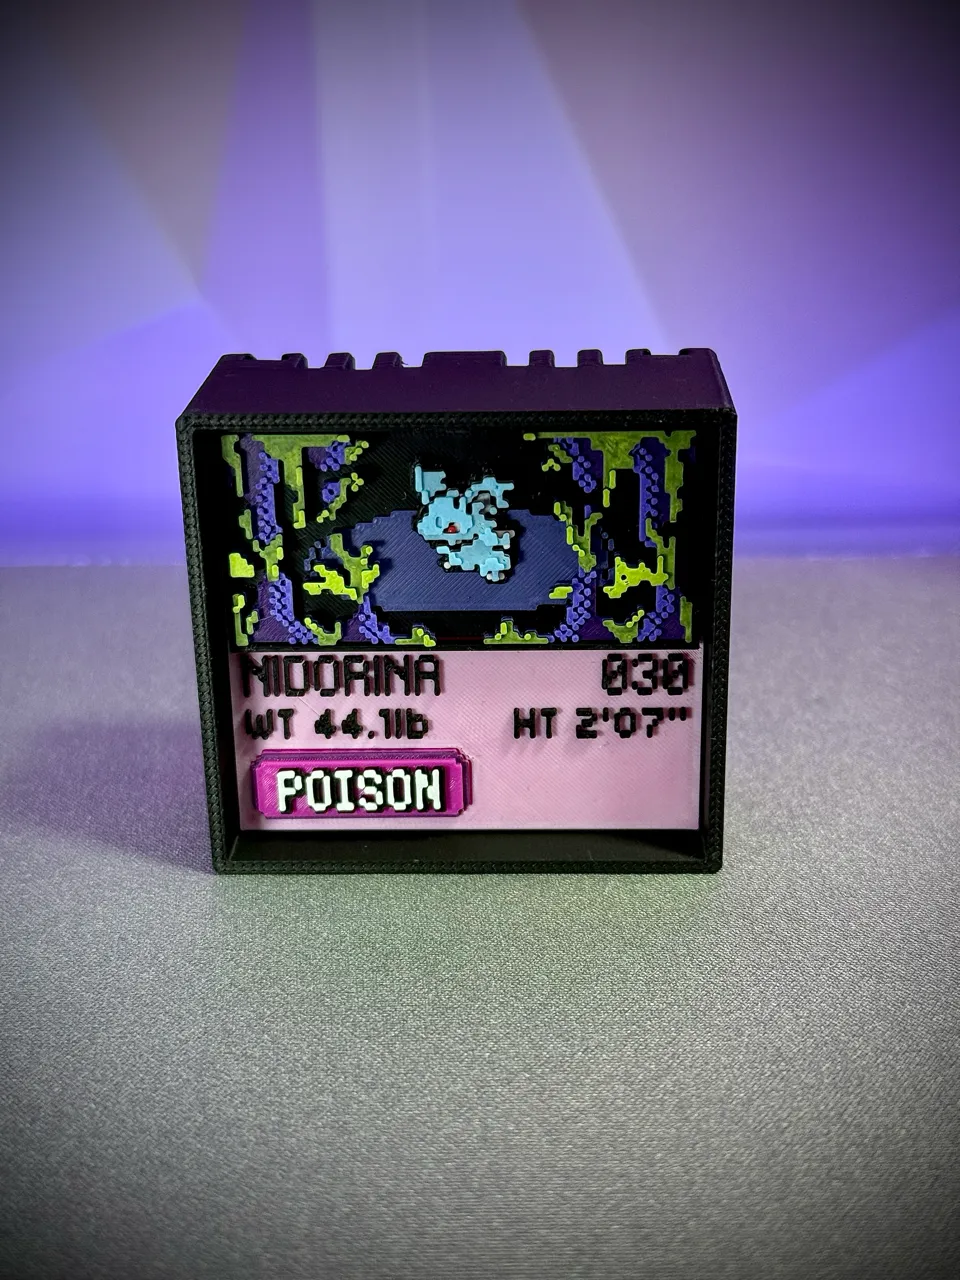 NIDORINA 030
WT 44.1lb HT 2'07"
POISON